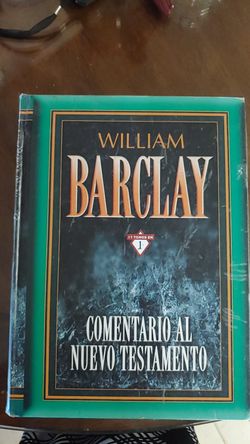 WILLIAM
BARCLAY
17 TOMOS EN
1
COMENTARIO AL
NUEVO TESTAMENTO